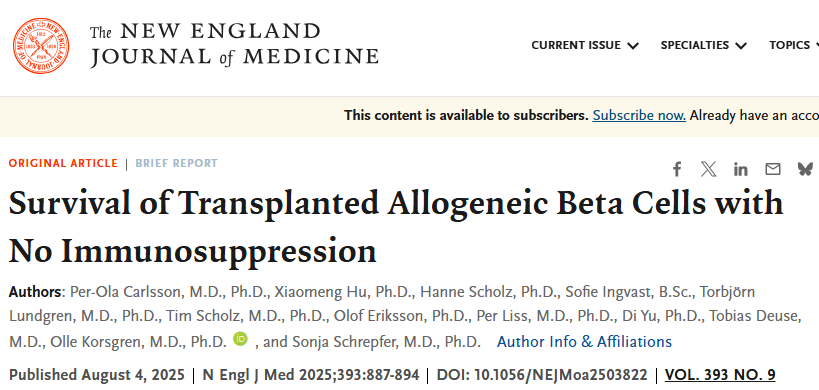 The NEW ENGLAND
JOURNAL of MEDICINE
CURRENT ISSUE
SPECIALTIES
TOPICS
This content is available to subscribers. Subscribe now. Already have an acco
ORIGINAL ARTICLE | BRIEF REPORT
Survival of Transplanted Allogeneic Beta Cells with
No Immunosuppression
Authors: Per-Ola Carlsson, M.D., Ph.D., Xiaomeng Hu, Ph.D., Hanne Scholz, Ph.D., Sofie Ingvast, B.Sc., Torbjörn
Lundgren, M.D., Ph.D., Tim Scholz, M.D., Ph.D., Olof Eriksson, Ph.D., Per Liss, M.D., Ph.D., Di Yu, Ph.D., Tobias Deuse,
M.D., Olle Korsgren, M.D., Ph.D. iD , and Sonja Schrepfer, M.D., Ph.D. Author Info & Affiliations
Published August 4, 2025 | N Engl J Med 2025;393:887-894 | DOI: 10.1056/NEJMoa2503822 | VOL. 393 NO. 9